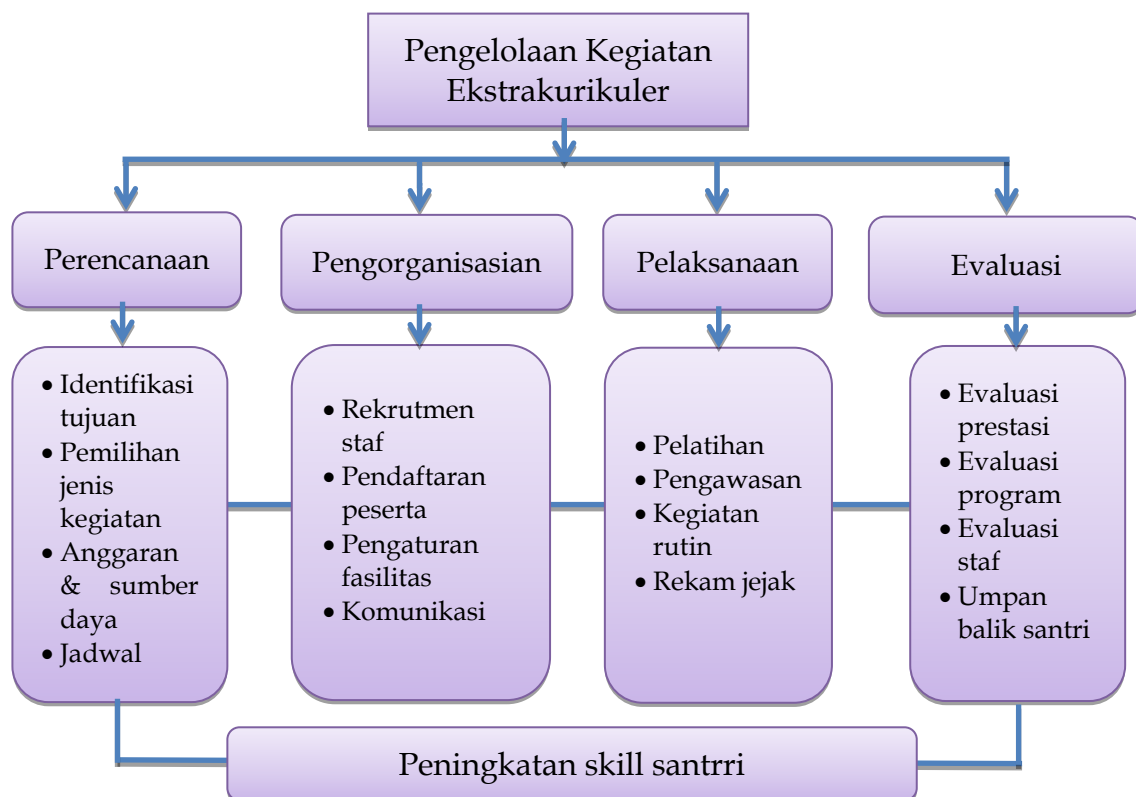 Pengelolaan Kegiatan
Ekstrakurikuler
Perencanaan
Pengorganisasian
Pelaksanaan
Evaluasi
• Identifikasi
tujuan
• Pemilihan
jenis
kegiatan
• Anggaran
& sumber
daya
• Jadwal
• Rekrutmen
staf
• Pendaftaran
peserta
• Pengaturan
fasilitas
• Komunikasi
• Pelatihan
• Pengawasan
• Kegiatan
rutin
• Rekam jejak
• Evaluasi
prestasi
• Evaluasi
program
• Evaluasi
staf
• Umpan
balik santri
Peningkatan skill santrri